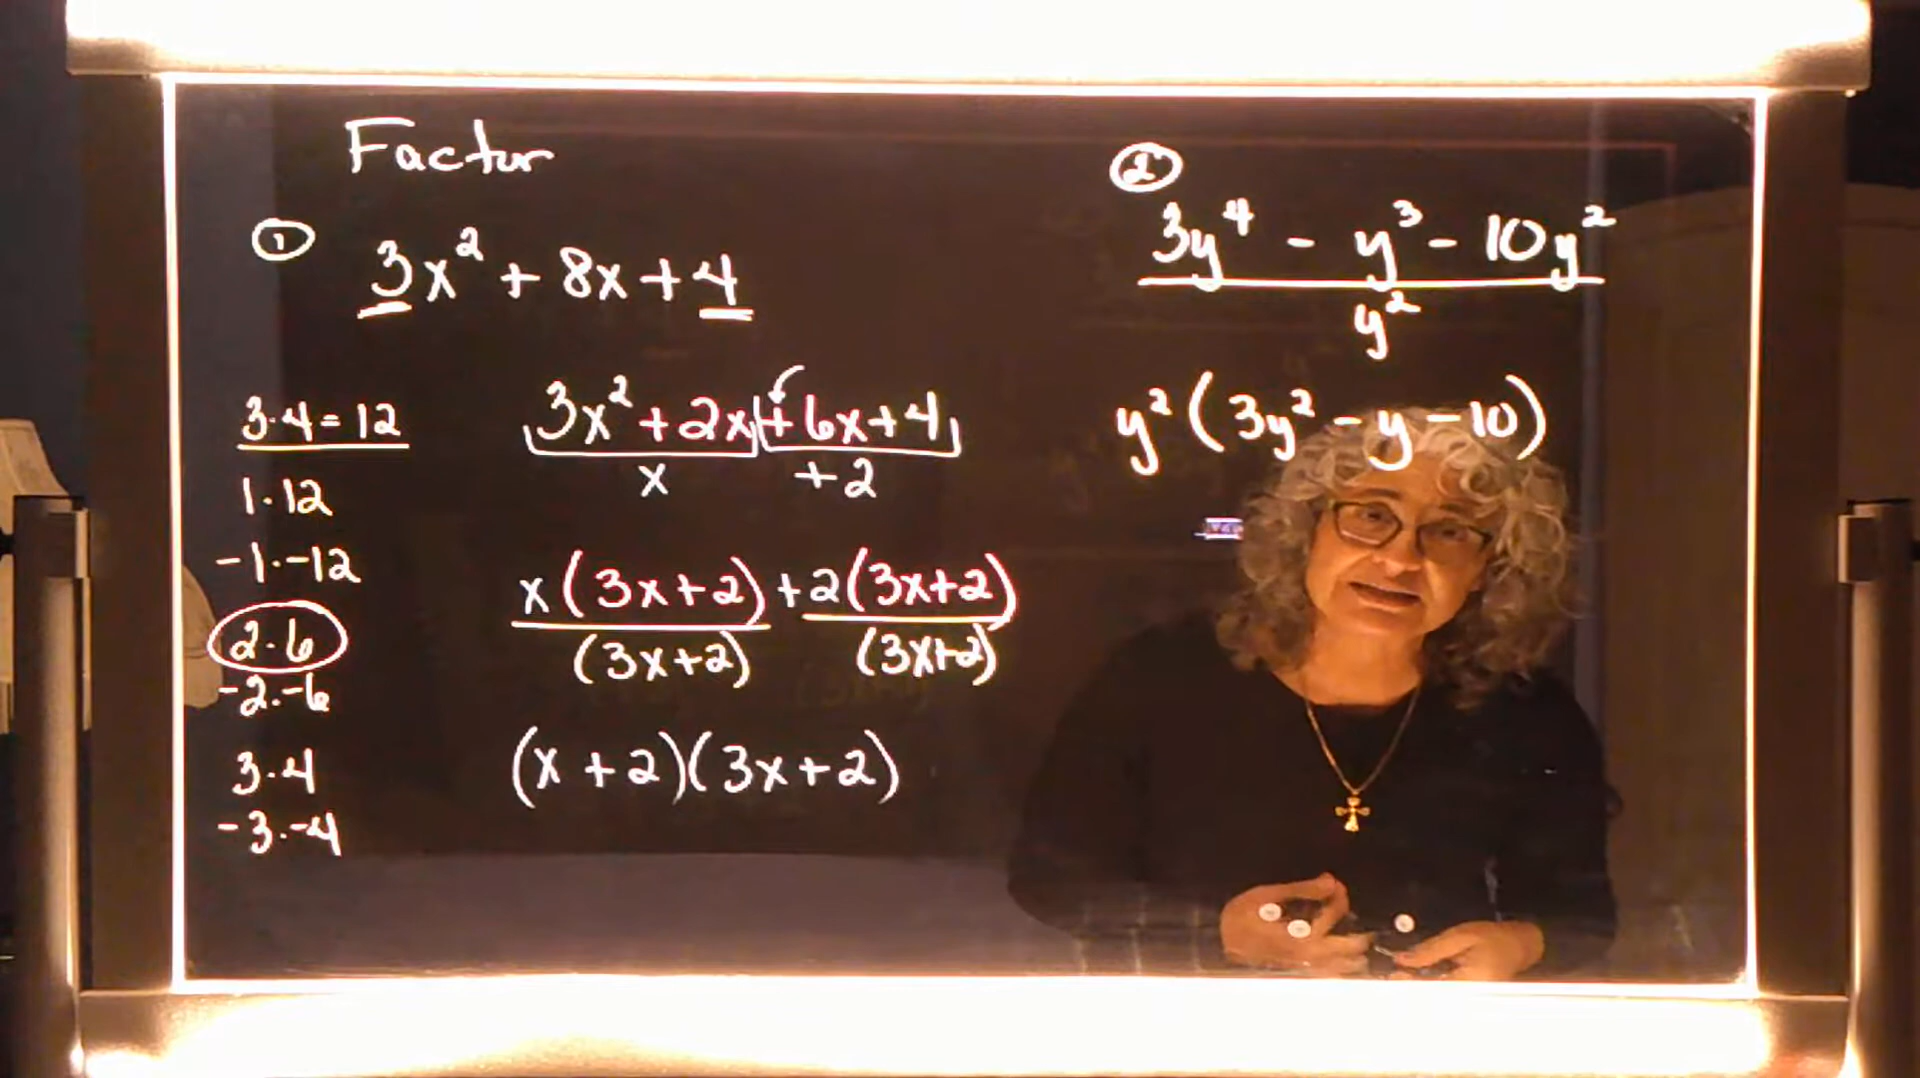 Factor
①
3x² + 8x + 4
3·4 = 12
1·12
-1·-12
2·6
-2·-6
3·4
-3·-4
3x² + 2x + 6x + 4
x +2
x(3x+2) + 2(3x+2)
(3x+2) (3x+2)
(x + 2)(3x + 2)
②
3y⁴ - y³ - 10y²
y²
y²(3y² - y - 10)